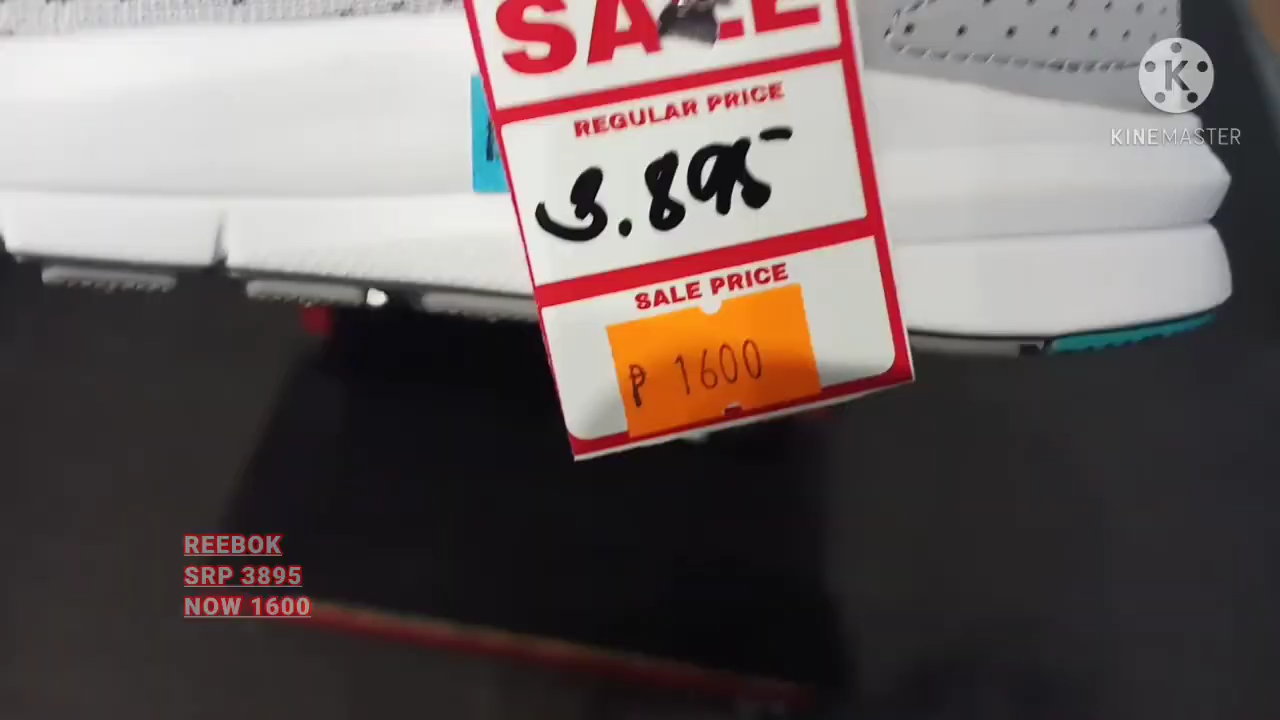 SALE
KINEMASTER
REGULAR PRICE
3.895-
SALE PRICE
₱ 1600
REEBOK
SRP 3895
NOW 1600